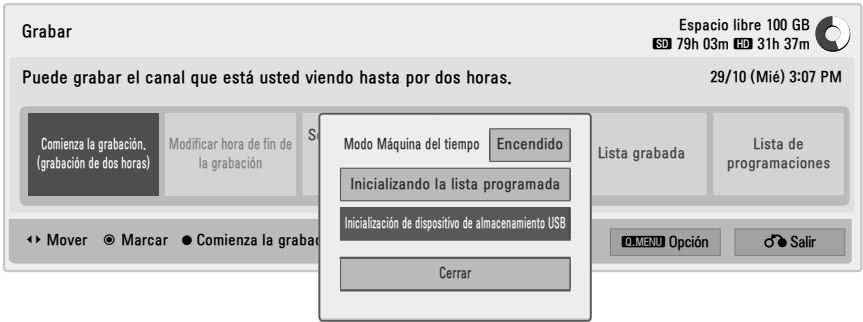 Grabar
Espacio libre 100 GB
SD 79h 03m HD 31h 37m
Puede grabar el canal que está usted viendo hasta por dos horas.
29/10 (Mié) 3:07 PM
Comienza la grabación.
(grabación de dos horas)
Modificar hora de fin de
la grabación
Modo Máquina del tiempo
Encendido
Inicializando la lista programada
Inicialización de dispositivo de almacenamiento USB
Cerrar
Lista grabada
Lista de
programaciones
Mover
Marcar
Comienza la graba
Q.MENU Opción
Salir